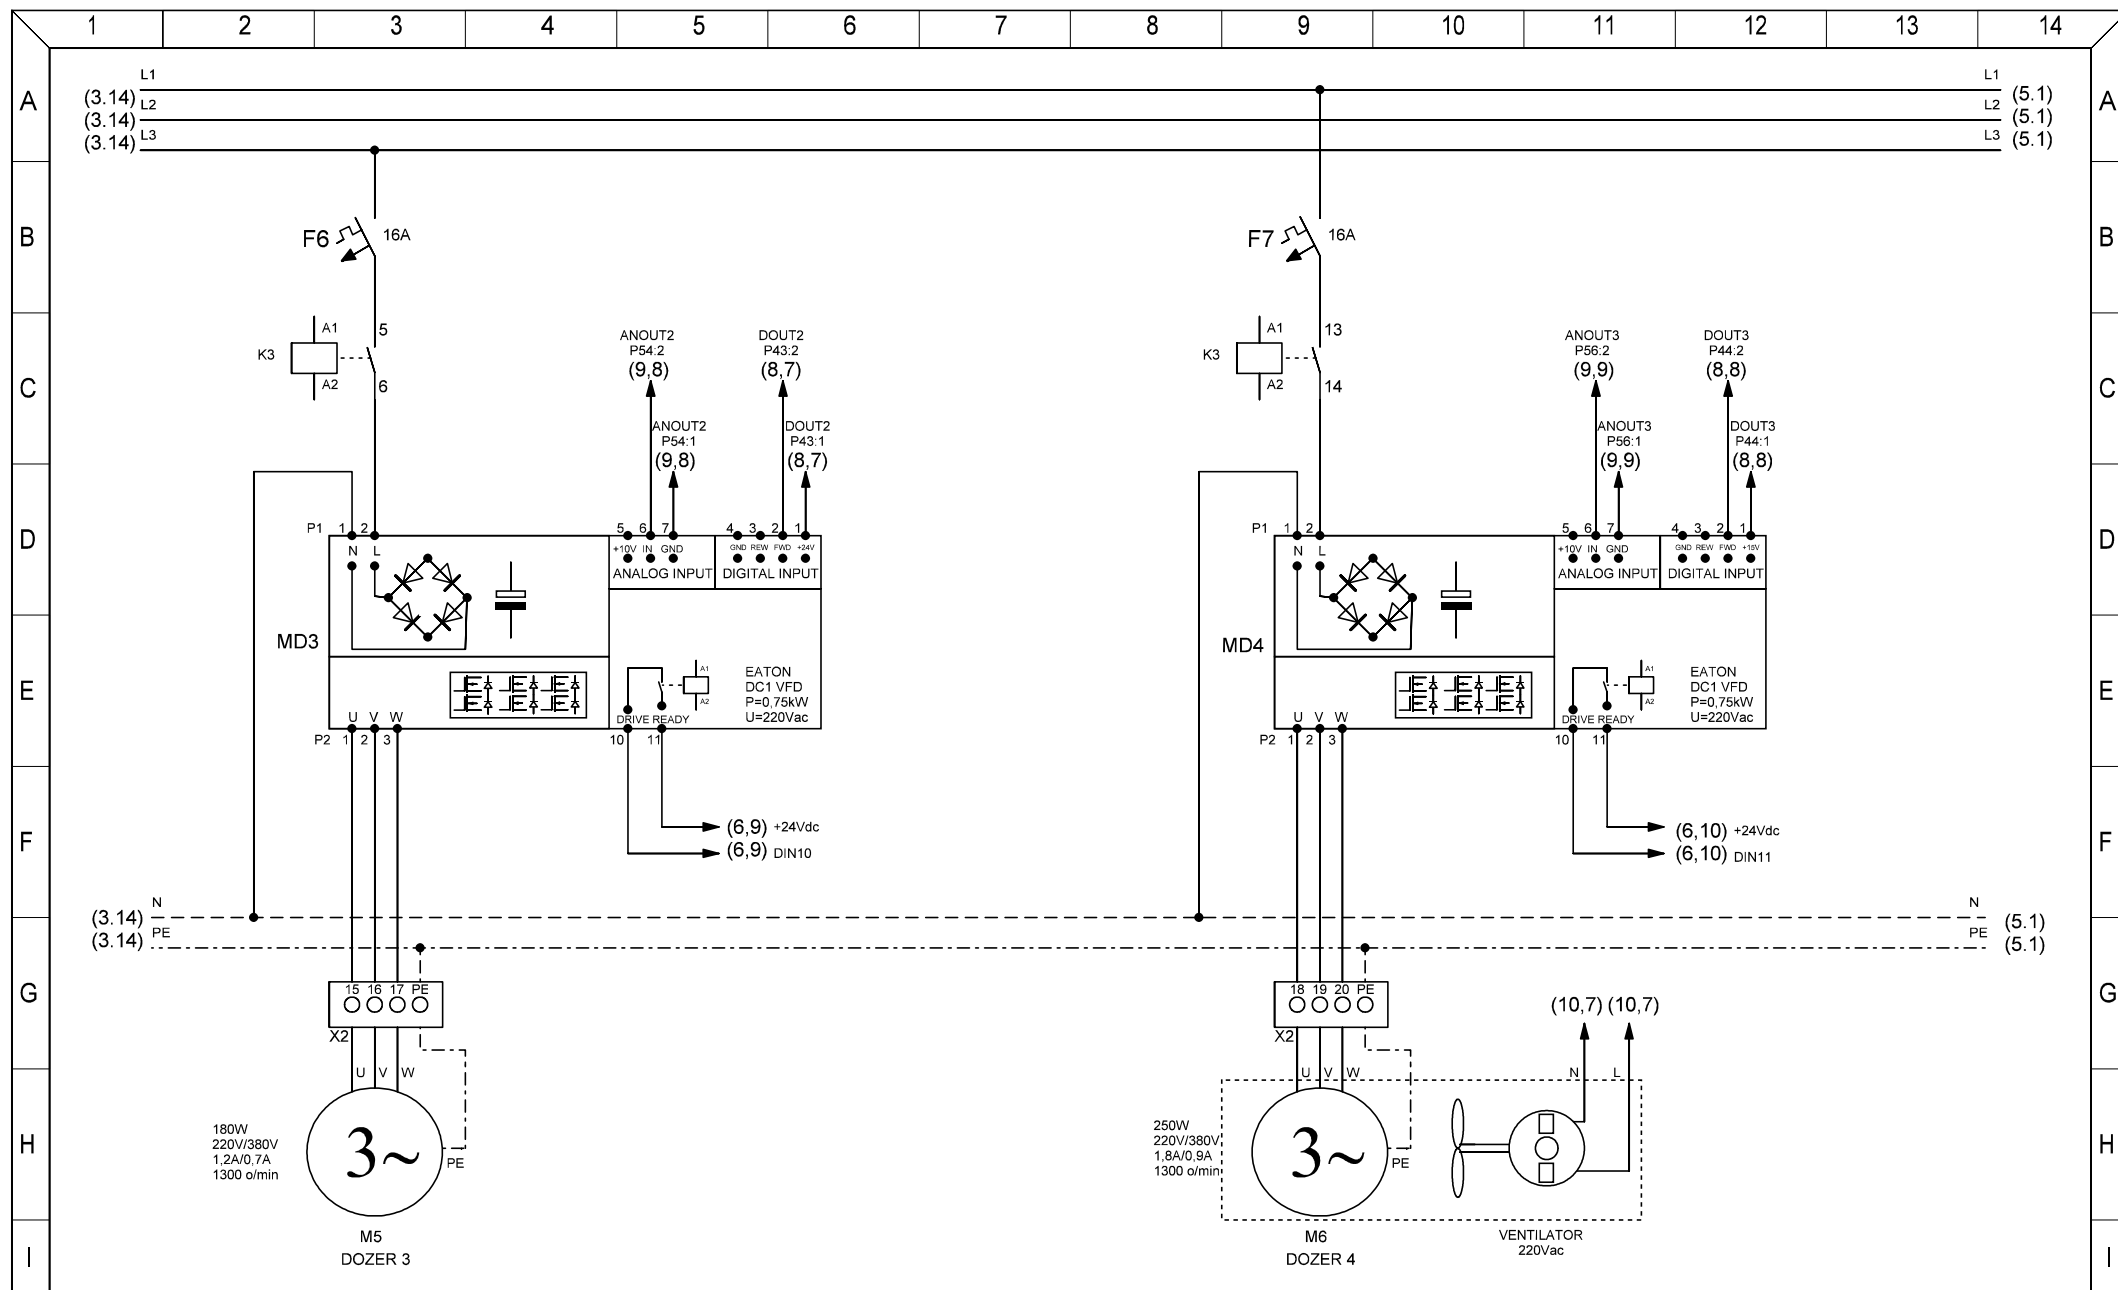 1 2 3 4 5 6 7 8 9 10 11 12 13 14
A A
L1 L1
(3.14) (5.1)
L2 L2
(3.14) (5.1)
L3 L3
(3.14) (5.1)
B B
F6 16A
F7 16A
C C
K3 A1 A2 5 6
ANOUT2
P54:2
(9,8)
DOUT2
P43:2
(8,7)
ANOUT2
P54:1
(9,8)
DOUT2
P43:1
(8,7)
K3 A1 A2 13 14
ANOUT3
P56:2
(9,9)
DOUT3
P44:2
(8,8)
ANOUT3
P56:1
(9,9)
DOUT3
P44:1
(8,8)
D D
P1 1 2 5 6 7 4 3 2 1
N L +10V IN GND GND REW FWD +24V
ANALOG INPUT DIGITAL INPUT
P1 1 2 5 6 7 4 3 2 1
N L +10V IN GND GND REW FWD +15V
ANALOG INPUT DIGITAL INPUT
E E
MD3
A1
A2
EATON
DC1 VFD
P=0,75kW
U=220Vac
DRIVE READY
U V W
P2 1 2 3 10 11
MD4
A1
A2
EATON
DC1 VFD
P=0,75kW
U=220Vac
DRIVE READY
U V W
P2 1 2 3 10 11
F F
(6,9) +24Vdc
(6,9) DIN10
(6,10) +24Vdc
(6,10) DIN11
N N
(3.14) (5.1)
PE PE
(3.14) (5.1)
G G
15 16 17 PE
X2
18 19 20 PE
X2
(10,7) (10,7)
H H
U V W
180W
220V/380V
1,2A/0,7A
1300 o/min
3~
PE
M5
DOZER 3
U V W
250W
220V/380V
1,8A/0,9A
1300 o/min
3~
PE
M6
DOZER 4
N L
VENTILATOR
220Vac
I I